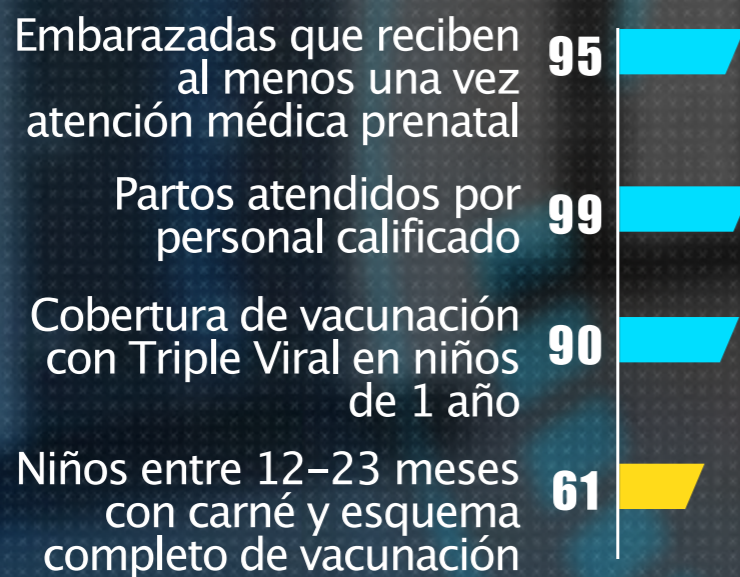 Embarazadas que reciben
al menos una vez
atención médica prenatal
95
Partos atendidos por
personal calificado
99
Cobertura de vacunación
con Triple Viral en niños
de 1 año
90
Niños entre 12–23 meses
con carné y esquema
completo de vacunación
61